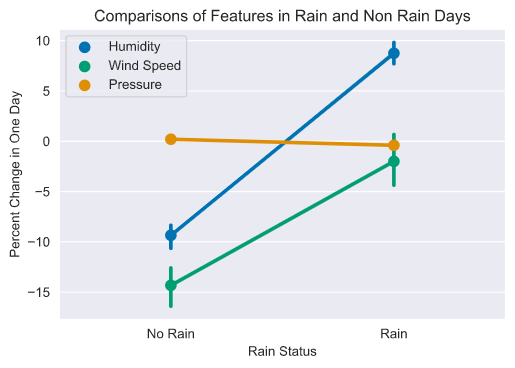 Comparisons of Features in Rain and Non Rain Days
Humidity
Wind Speed
Pressure
Percent Change in One Day
10
5
0
−5
−10
−15
No Rain
Rain
Rain Status